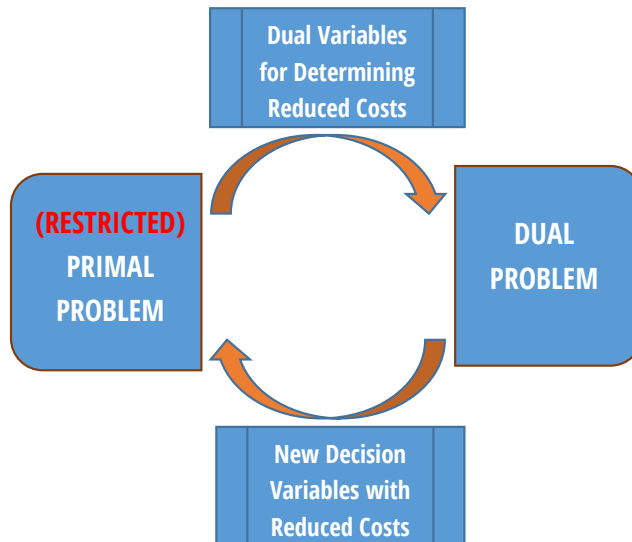 Dual Variables
for Determining
Reduced Costs
(RESTRICTED)
PRIMAL
PROBLEM
DUAL
PROBLEM
New Decision
Variables with
Reduced Costs